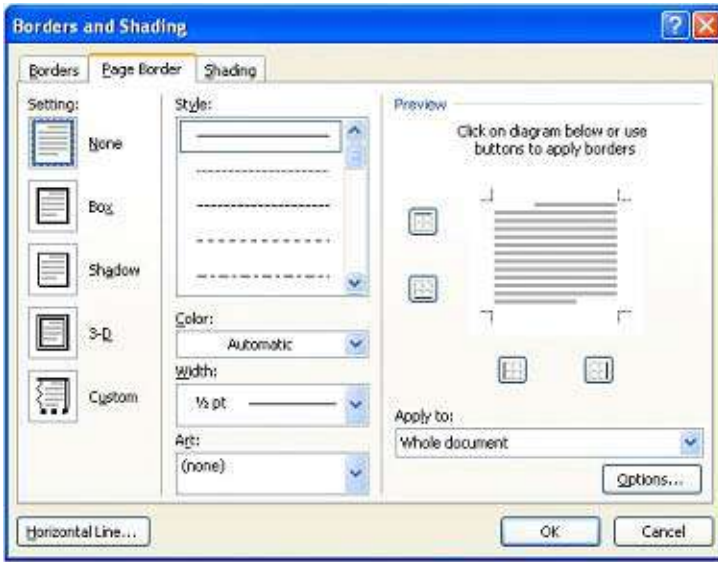 Borders and Shading
Borders
Page Border
Shading
Setting:
None
Box
Shadow
3-D
Custom
Style:
Color:
Automatic
Width:
½ pt
Art:
(none)
Preview
Click on diagram below or use
buttons to apply borders
Apply to:
Whole document
Options...
Horizontal Line...
OK
Cancel